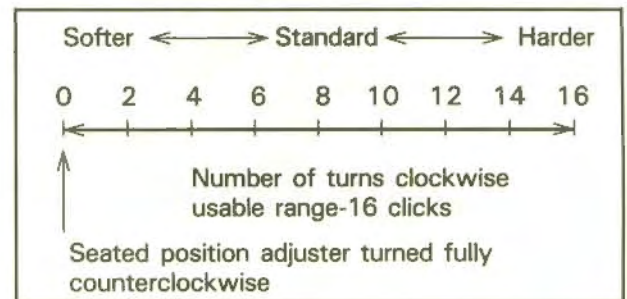 Softer Standard Harder
0 2 4 6 8 10 12 14 16
Number of turns clockwise
usable range-16 clicks
Seated position adjuster turned fully
counterclockwise